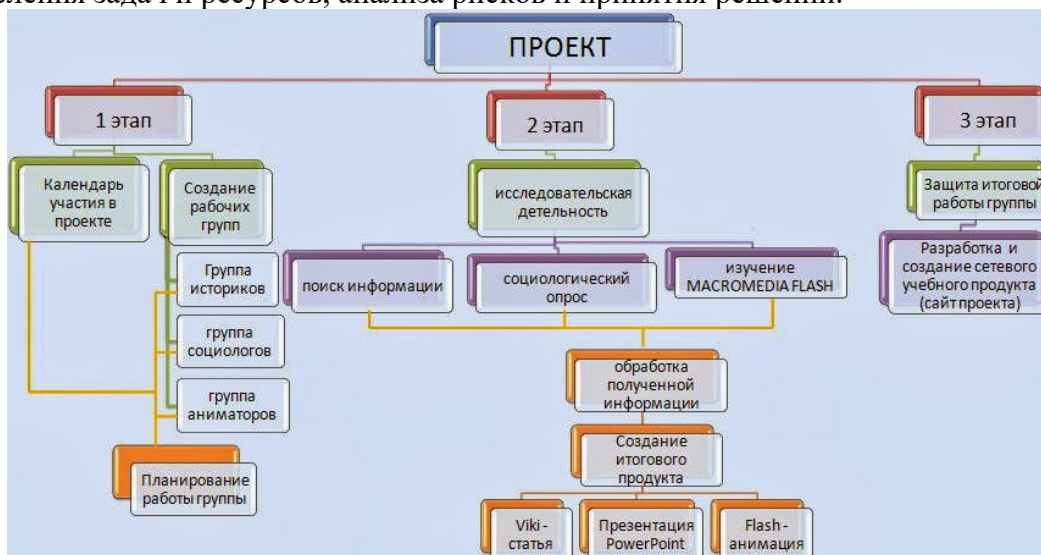 ления задач и ресурсов, анализа рисков и принятия решений.
ПРОЕКТ
1 этап
Календарь
участия в
проекте
Создание
рабочих
групп
Группа
историков
группа
социологов
группа
аниматоров
Планирование
работы группы
2 этап
исследовательская
детельность
поиск информации
социологический
опрос
изучение
MACROMEDIA FLASH
обработка
полученной
информации
Создание
итогового
продукта
Viki -
статья
Презентация
PowerPoint
Flash -
анимация
3 этап
Защита итоговой
работы группы
Разработка и
создание сетевого
учебного продукта
(сайт проекта)